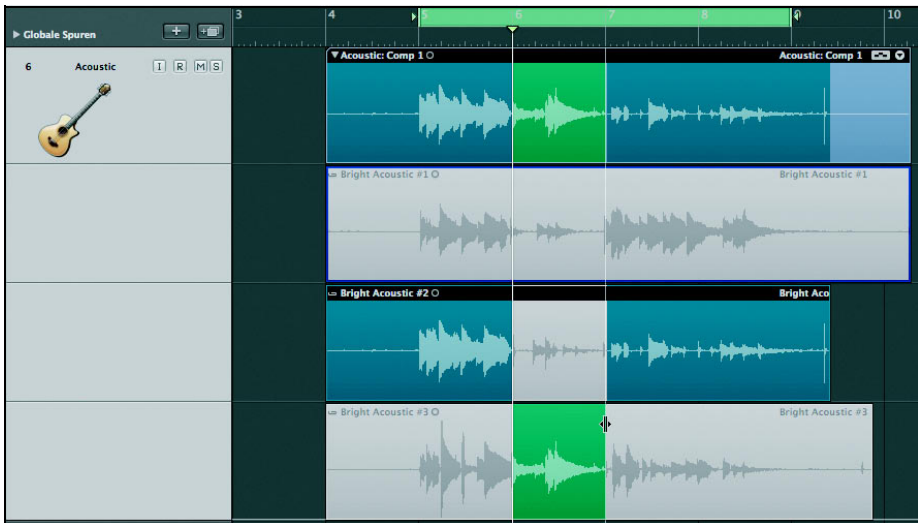 3 4 5 6 7 8 9 10
Globale Spuren
6 Acoustic I R M S
Acoustic: Comp 1 Acoustic: Comp 1
Bright Acoustic #1 Bright Acoustic #1
Bright Acoustic #2 Bright Aco
Bright Acoustic #3 Bright Acoustic #3